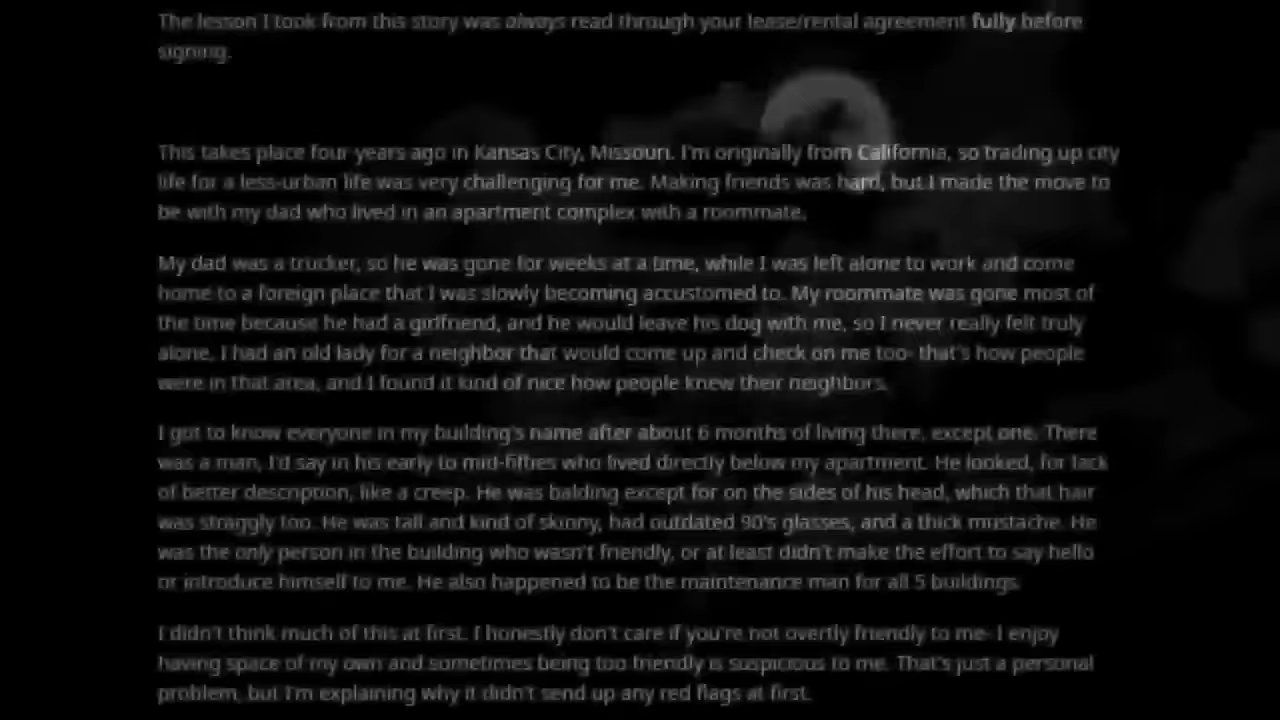 The lesson I took from this story was always read through your lease/rental agreement fully before
signing.
This takes place four years ago in Kansas City, Missouri. I'm originally from California, so trading up city
life for a less-urban life was very challenging for me. Making friends was hard, but I made the move to
be with my dad who lived in an apartment complex with a roommate.
My dad was a trucker, so he was gone for weeks at a time, while I was left alone to work and come
home to a foreign place that I was slowly becoming accustomed to. My roommate was gone most of
the time because he had a girlfriend, and he would leave his dog with me, so I never really felt truly
alone. I had an old lady for a neighbor that would come up and check on me too- that's how people
were in that area, and I found it kind of nice how people knew their neighbors.
I got to know everyone in my building's name after about 6 months of living there, except one. There
was a man, I'd say in his early to mid-fifties who lived directly below my apartment. He looked, for lack
of better description, like a creep. He was balding except for on the sides of his head, which that hair
was straggly too. He was tall and kind of skinny, had outdated 90's glasses, and a thick mustache. He
was the only person in the building who wasn't friendly, or at least didn't make the effort to say hello
or introduce himself to me. He also happened to be the maintenance man for all 5 buildings.
I didn't think much of this at first. I honestly don't care if you're not overtly friendly to me- I enjoy
having space of my own and sometimes being too friendly is suspicious to me. That's just a personal
problem, but I'm explaining why it didn't send up any red flags at first.